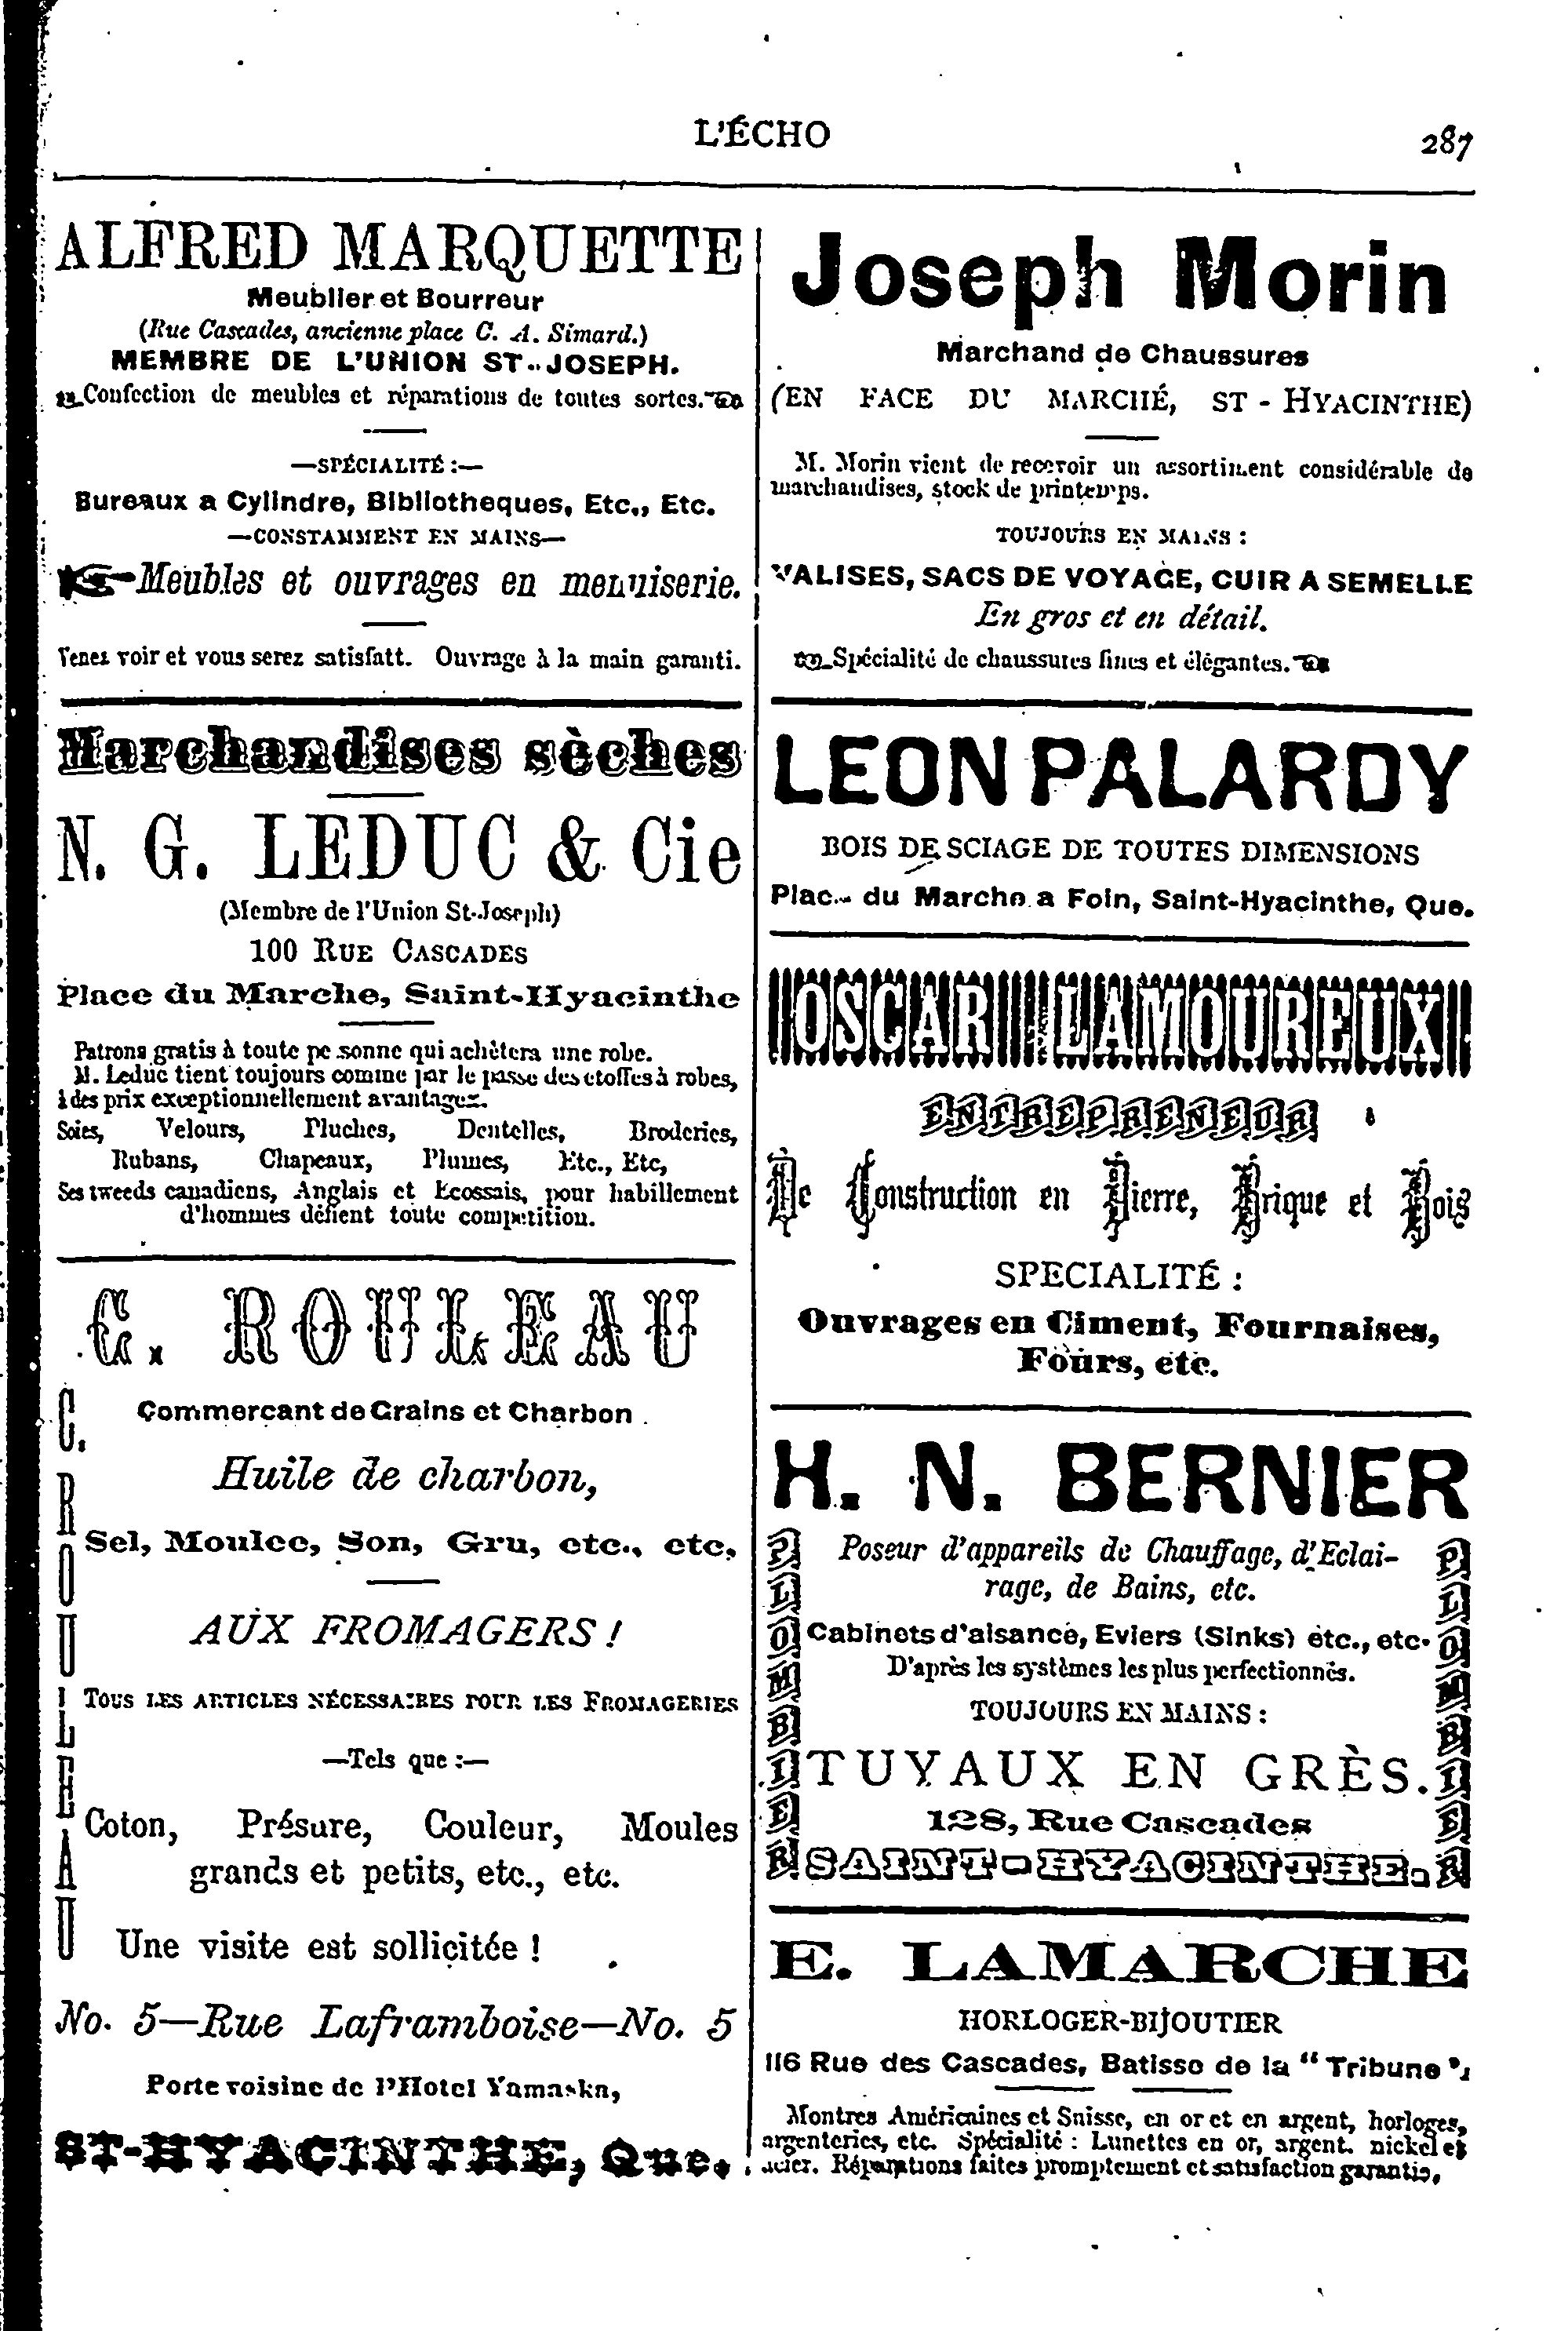 L'ÉCHO
287
ALFRED MARQUETTE
Meublier et Bourreur
(Rue Cascades, ancienne place C. A. Simard.)
MEMBRE DE L'UNION ST-JOSEPH.
Confection de meubles et réparations de toutes sortes.
—SPÉCIALITÉ :—
Bureaux a Cylindre, Bibliotheques, Etc., Etc.
—CONSTAMMENT EN MAINS—
Meubles et ouvrages en menuiserie.
Venez voir et vous serez satisfatt. Ouvrage à la main garanti.
Marchandises sèches
N. G. LEDUC & Cie
(Membre de l'Union St-Joseph)
100 RUE CASCADES
Place du Marche, Saint-Hyacinthe
Patrons gratis à toute personne qui achètera une robe.
M. Leduc tient toujours comme par le passe des etoffes à robes,
à des prix exceptionnellement avantagex.
Soies, Velours, Pluches, Dentelles, Broderies,
Rubans, Chapeaux, Plumes, Etc., Etc,
Ses tweeds canadiens, Anglais et Ecossais, pour habillement
d'hommes défient toute competition.
C. ROULEAU
C. ROULEAU
Commerçant de Grains et Charbon
Huile de charbon,
Sel, Moulee, Son, Gru, etc., etc,
AUX FROMAGERS !
TOUS LES ARTICLES NÉCESSAIRES POUR LES FROMAGERIES
—Tels que :—
Coton, Présure, Couleur, Moules
grands et petits, etc., etc.
Une visite est sollicitée !
No. 5—Rue Laframboise—No. 5
Porte voisine de l'Hotel Yamaska,
ST-HYACINTHE, Que.
Joseph Morin
Marchand de Chaussures
(EN FACE DU MARCHÉ, ST - HYACINTHE)
M. Morin vient de recevoir un assortiment considérable de
marchandises, stock de printemps.
TOUJOURS EN MAINS :
VALISES, SACS DE VOYAGE, CUIR A SEMELLE
En gros et en détail.
Spécialité de chaussures fines et élégantes.
LEON PALARDY
BOIS DE SCIAGE DE TOUTES DIMENSIONS
Place du Marche a Foin, Saint-Hyacinthe, Que.
OSCAR LAMOUREUX
ENTREPRENEUR
De Construction en Pierre, Brique et Bois
SPECIALITÉ :
Ouvrages en Ciment, Fournaises,
Fours, etc.
H. N. BERNIER
PLOMBIER
Poseur d'appareils de Chauffage, d'Eclai-
rage, de Bains, etc.
Cabinets d'aisance, Eviers (Sinks) etc., etc.
D'après les systèmes les plus perfectionnés.
TOUJOURS EN MAINS :
TUYAUX EN GRÈS.
128, Rue Cascades
SAINT-HYACINTHE.
PLOMBIER
E. LAMARCHE
HORLOGER-BIJOUTIER
116 Rue des Cascades, Batisse de la "Tribune",
Montres Américaines et Suisse, en or et en argent, horloges,
argenteries, etc. Spécialité : Lunettes en or, argent. nickel et
acier. Réparations faites promptement et satisfaction garantie,